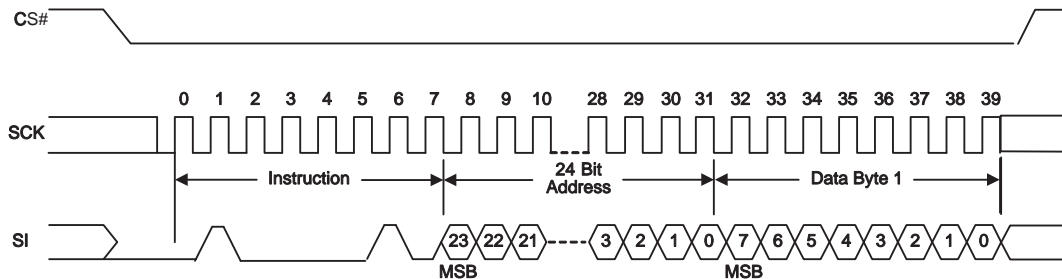 CS#
0 1 2 3 4 5 6 7 8 9 10 28 29 30 31 32 33 34 35 36 37 38 39
SCK
Instruction
24 Bit
Address
Data Byte 1
SI
23 22 21 3 2 1 0 7 6 5 4 3 2 1 0
MSB MSB